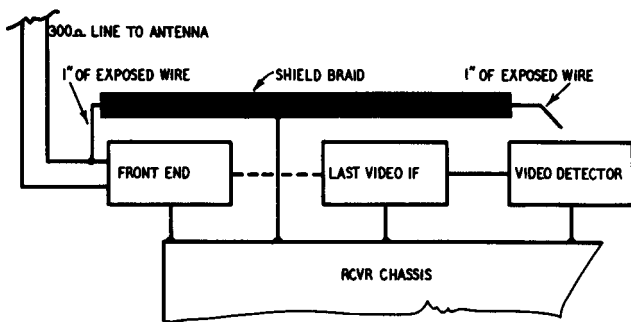 300Ω LINE TO ANTENNA
1" OF EXPOSED WIRE
SHIELD BRAID
1" OF EXPOSED WIRE
FRONT END
LAST VIDEO IF
VIDEO DETECTOR
RCVR CHASSIS